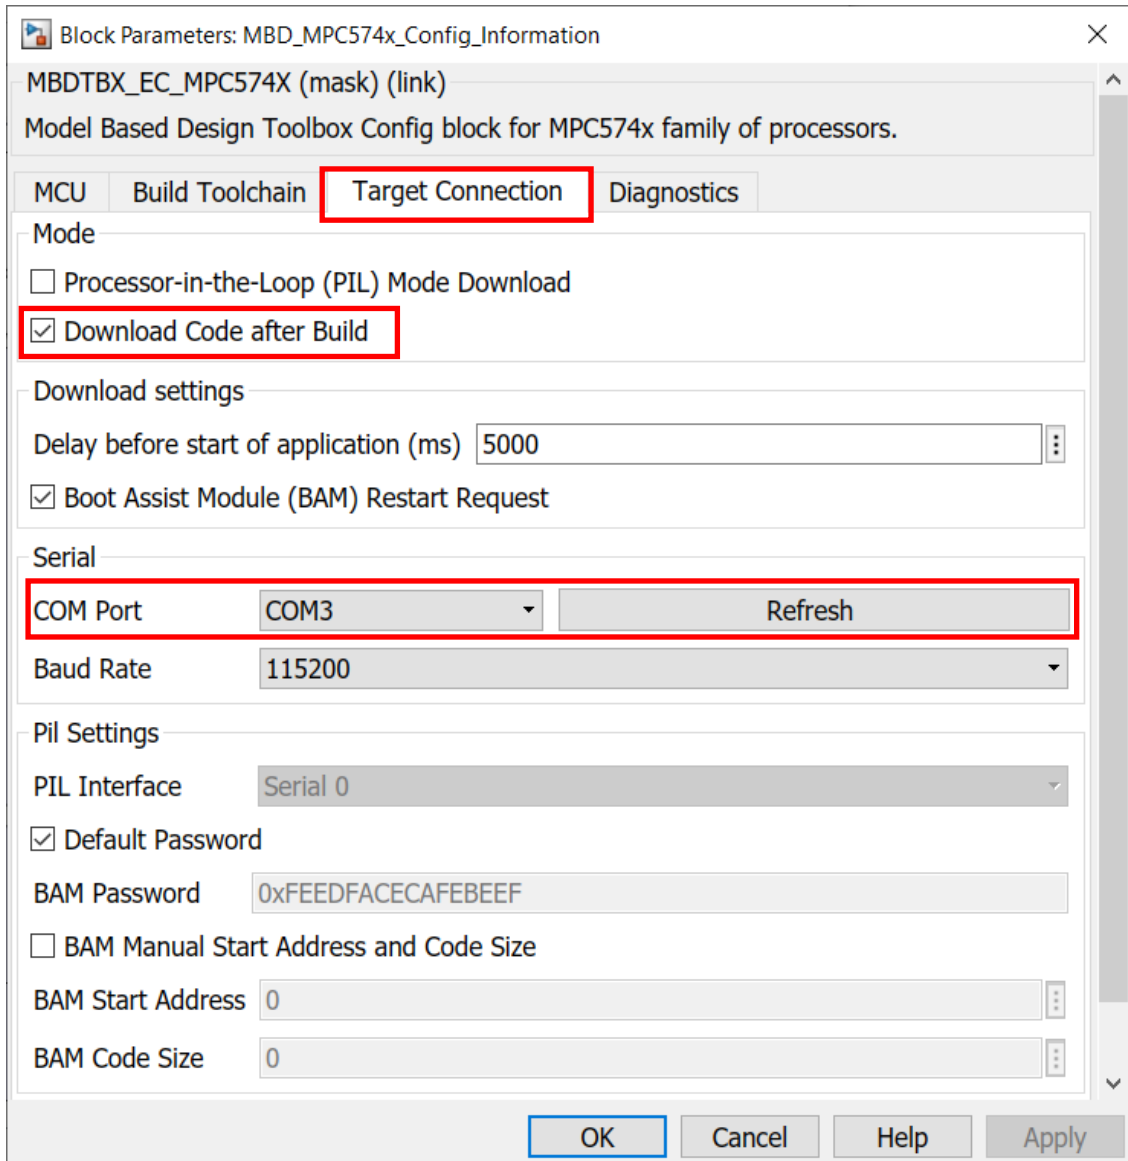 Block Parameters: MBD_MPC574x_Config_Information
MBDTBX_EC_MPC574X (mask) (link)
Model Based Design Toolbox Config block for MPC574x family of processors.
MCU Build Toolchain Target Connection Diagnostics
Mode
Processor-in-the-Loop (PIL) Mode Download
Download Code after Build
Download settings
Delay before start of application (ms) 5000
Boot Assist Module (BAM) Restart Request
Serial
COM Port COM3 Refresh
Baud Rate 115200
Pil Settings
PIL Interface Serial 0
Default Password
BAM Password 0xFEEDFACECAFEBEEF
BAM Manual Start Address and Code Size
BAM Start Address 0
BAM Code Size 0
OK Cancel Help Apply